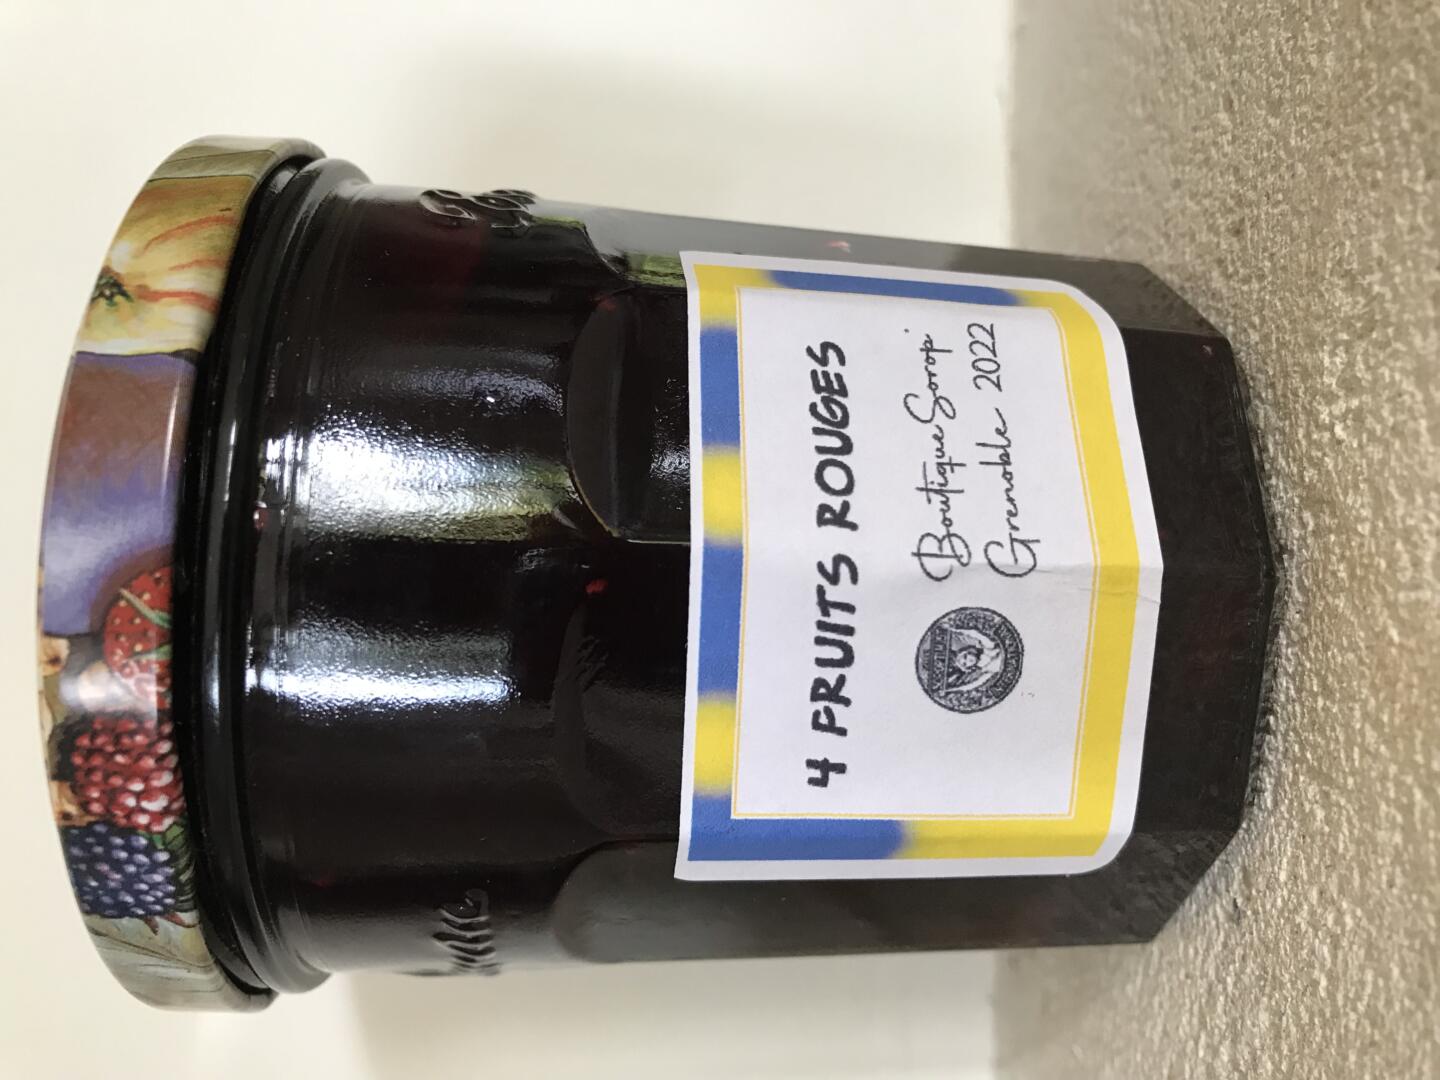 4 FRUITS ROUGES
Boutique Sorop'
Grenoble 2022